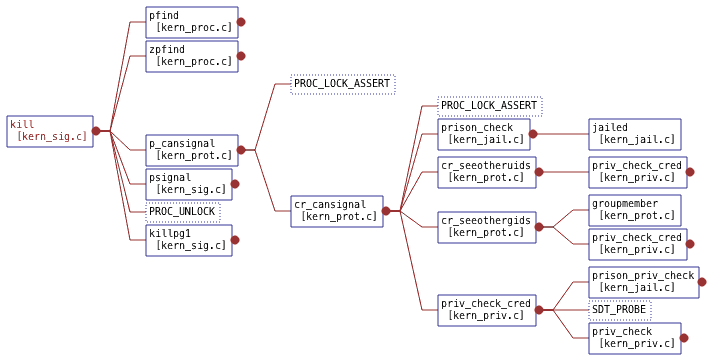 kill
[kern_sig.c]
pfind
[kern_proc.c]
zpfind
[kern_proc.c]
p_cansignal
[kern_prot.c]
psignal
[kern_sig.c]
PROC_UNLOCK
killpg1
[kern_sig.c]
PROC_LOCK_ASSERT
cr_cansignal
[kern_prot.c]
PROC_LOCK_ASSERT
prison_check
[kern_jail.c]
cr_seeotheruids
[kern_prot.c]
cr_seeothergids
[kern_prot.c]
priv_check_cred
[kern_priv.c]
jailed
[kern_jail.c]
priv_check_cred
[kern_priv.c]
groupmember
[kern_prot.c]
priv_check_cred
[kern_priv.c]
prison_priv_check
[kern_jail.c]
SDT_PROBE
priv_check
[kern_priv.c]